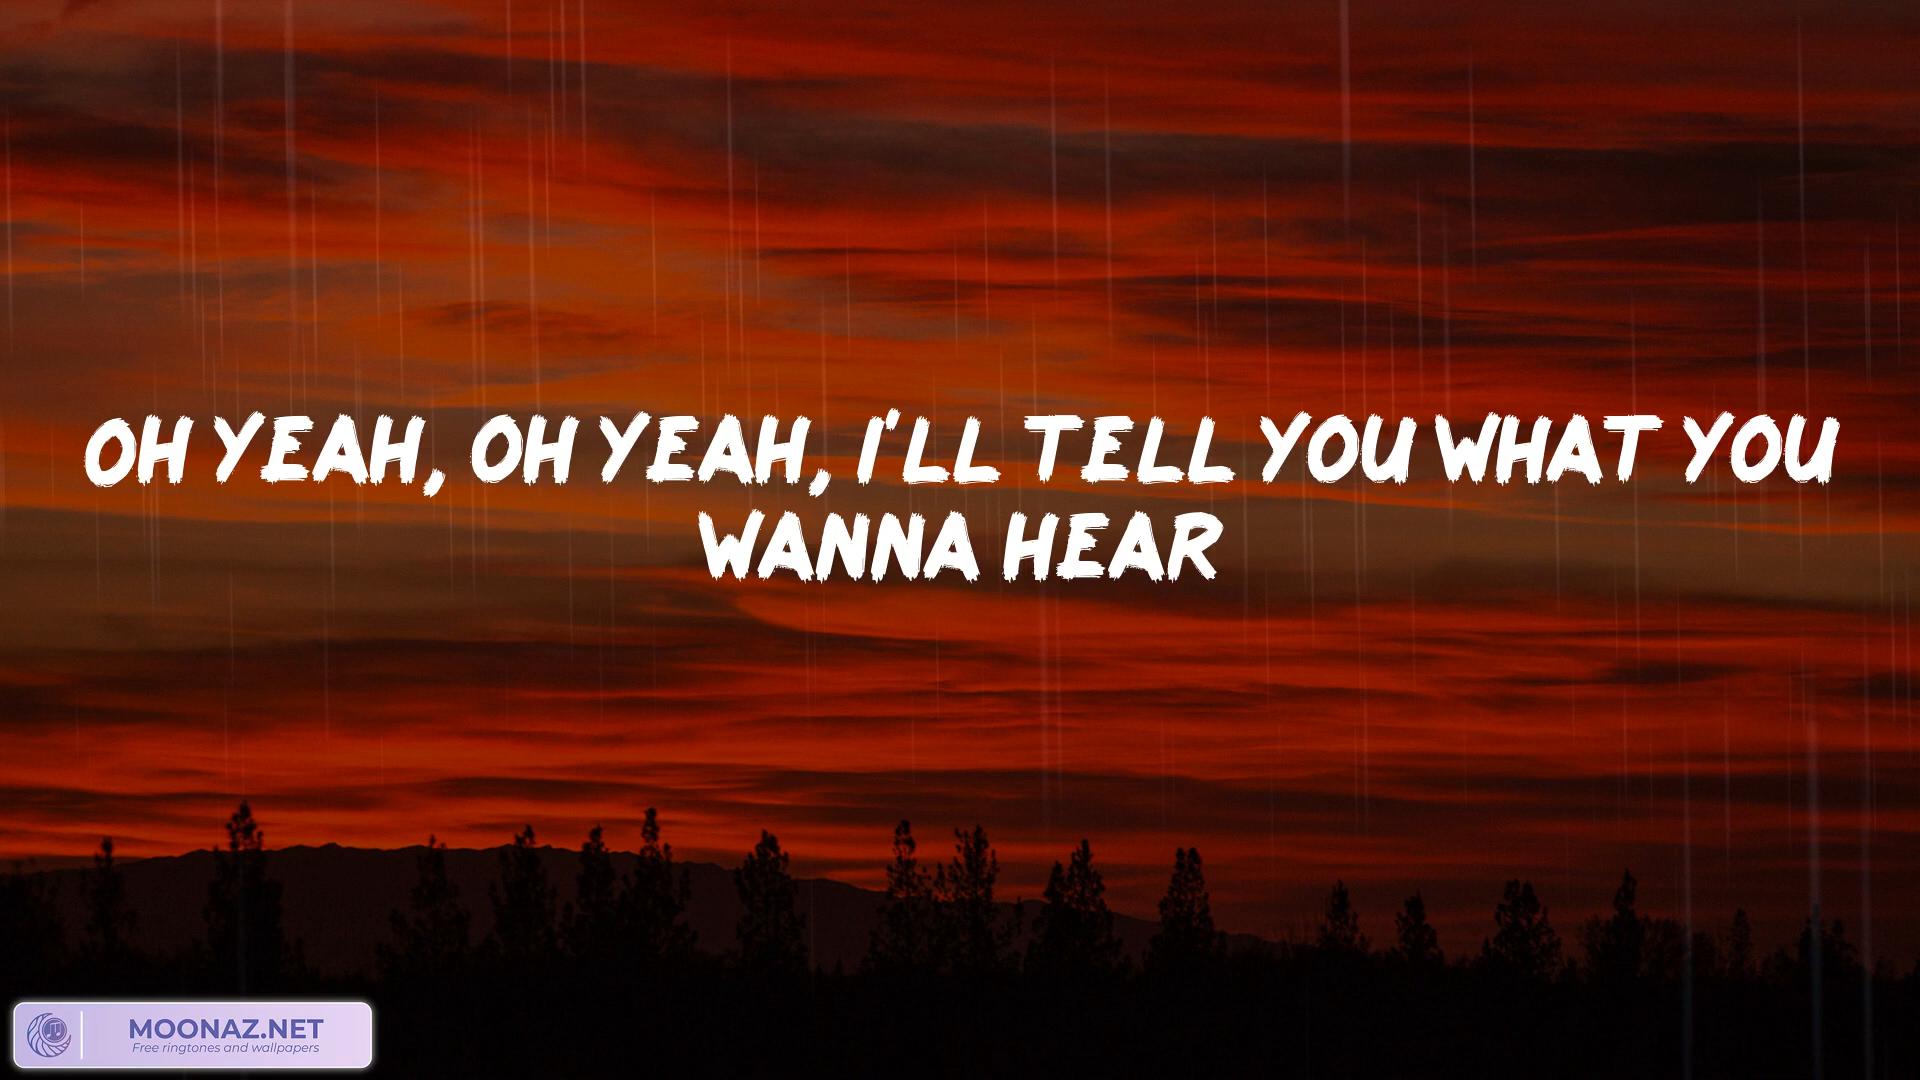 OH YEAH, OH YEAH, I'LL TELL YOU WHAT YOU
WANNA HEAR
MOONAZ.NET
Free ringtones and wallpapers